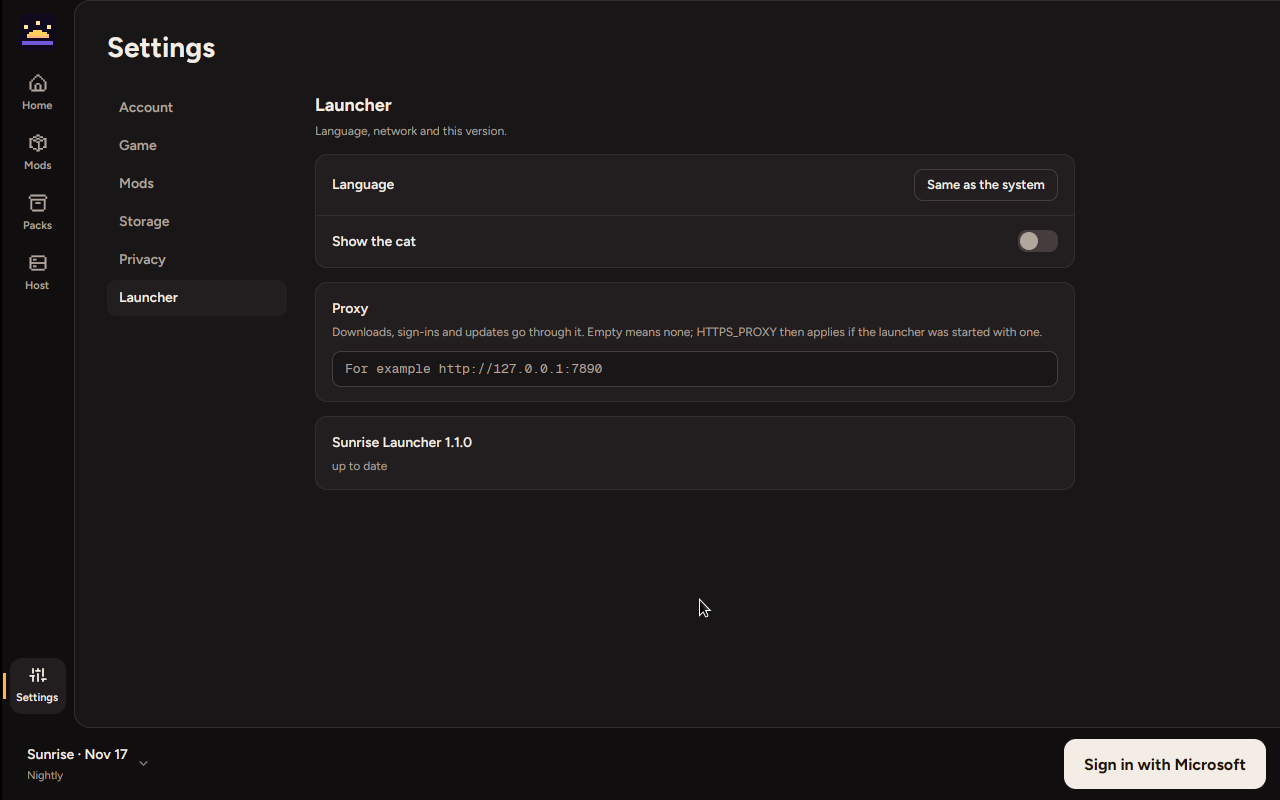 Settings
Home
Mods
Packs
Host
Settings
Account
Game
Mods
Storage
Privacy
Launcher
Launcher
Language, network and this version.
Language
Same as the system
Show the cat
Proxy
Downloads, sign-ins and updates go through it. Empty means none; HTTPS_PROXY then applies if the launcher was started with one.
For example http://127.0.0.1:7890
Sunrise Launcher 1.1.0
up to date
Sunrise · Nov 17
Nightly
Sign in with Microsoft